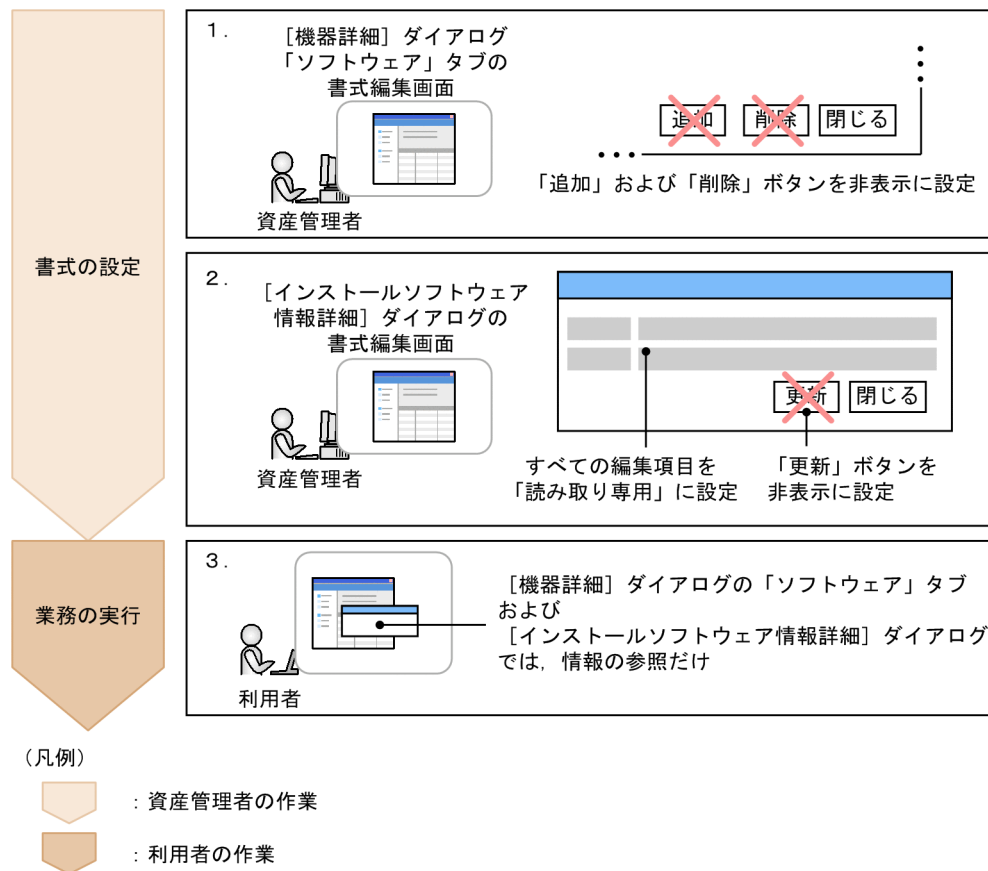 書式の設定
1.
［機器詳細］ダイアログ
「ソフトウェア」タブの
書式編集画面
資産管理者
追加
削除
閉じる
「追加」および「削除」ボタンを非表示に設定
2.
［インストールソフトウェア
情報詳細］ダイアログの
書式編集画面
資産管理者
更新
閉じる
すべての編集項目を
「読み取り専用」に設定
「更新」ボタンを
非表示に設定
業務の実行
3.
利用者
［機器詳細］ダイアログの「ソフトウェア」タブ
および
［インストールソフトウェア情報詳細］ダイアログ
では，情報の参照だけ
（凡例）
：資産管理者の作業
：利用者の作業